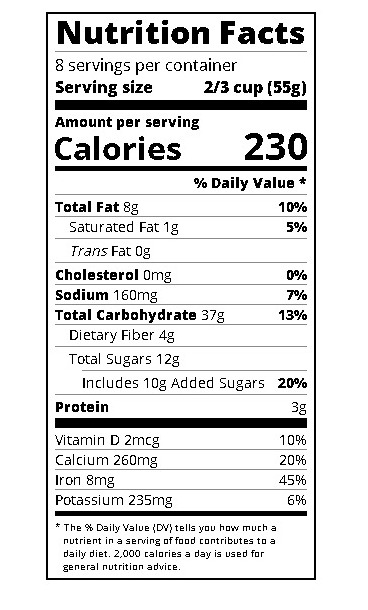 Nutrition Facts
8 servings per container
Serving size 2/3 cup (55g)
Amount per serving
Calories 230
% Daily Value *
Total Fat 8g 10%
Saturated Fat 1g 5%
Trans Fat 0g
Cholesterol 0mg 0%
Sodium 160mg 7%
Total Carbohydrate 37g 13%
Dietary Fiber 4g
Total Sugars 12g
Includes 10g Added Sugars 20%
Protein 3g
Vitamin D 2mcg 10%
Calcium 260mg 20%
Iron 8mg 45%
Potassium 235mg 6%
* The % Daily Value (DV) tells you how much a
nutrient in a serving of food contributes to a
daily diet. 2,000 calories a day is used for
general nutrition advice.